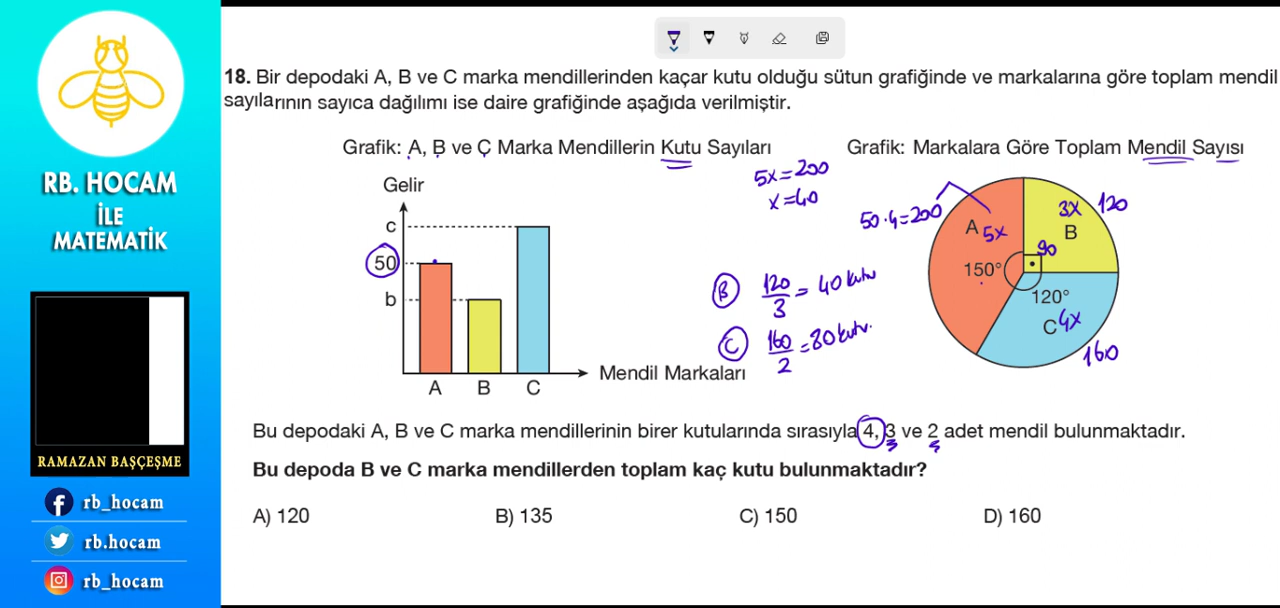 RB. HOCAM
İLE
MATEMATİK
RAMAZAN BAŞÇEŞME
rb_hocam
rb.hocam
rb_hocam
18. Bir depodaki A, B ve C marka mendillerinden kaçar kutu olduğu sütun grafiğinde ve markalarına göre toplam mendil
sayılarının sayıca dağılımı ise daire grafiğinde aşağıda verilmiştir.
Grafik: A, B ve C Marka Mendillerin Kutu Sayıları
Gelir
c
50
b
A B C
Mendil Markaları
5x=200
x=40
B 120/3 = 40 kutu
C 160/2 = 80 kutu.
Grafik: Markalara Göre Toplam Mendil Sayısı
50·4=200
A 5x
150°
3x 120
B
90
120°
C 4x
160
Bu depodaki A, B ve C marka mendillerinin birer kutularında sırasıyla 4, 3 ve 2 adet mendil bulunmaktadır.
Bu depoda B ve C marka mendillerden toplam kaç kutu bulunmaktadır?
A) 120 B) 135 C) 150 D) 160